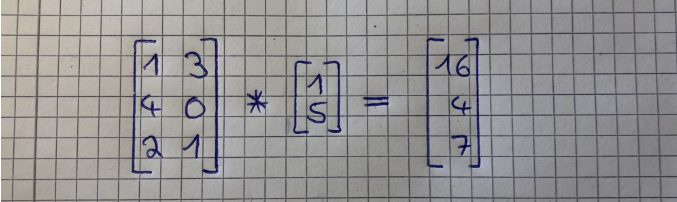 [1 3] [16]
[4 0] * [1] = [4]
[2 1] [5] [7]